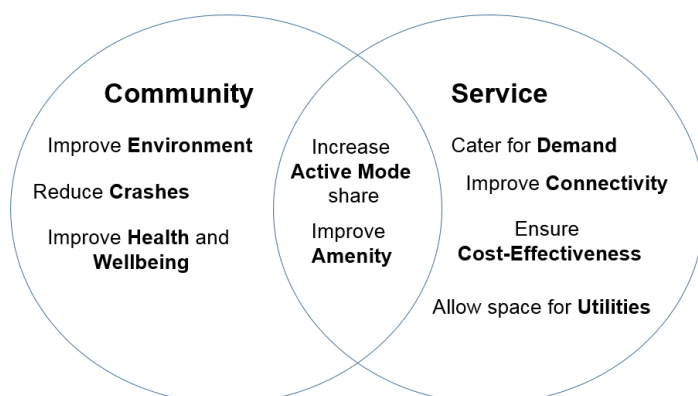 Community
Improve Environment
Reduce Crashes
Improve Health and
Wellbeing
Increase
Active Mode
share
Improve
Amenity
Service
Cater for Demand
Improve Connectivity
Ensure
Cost-Effectiveness
Allow space for Utilities